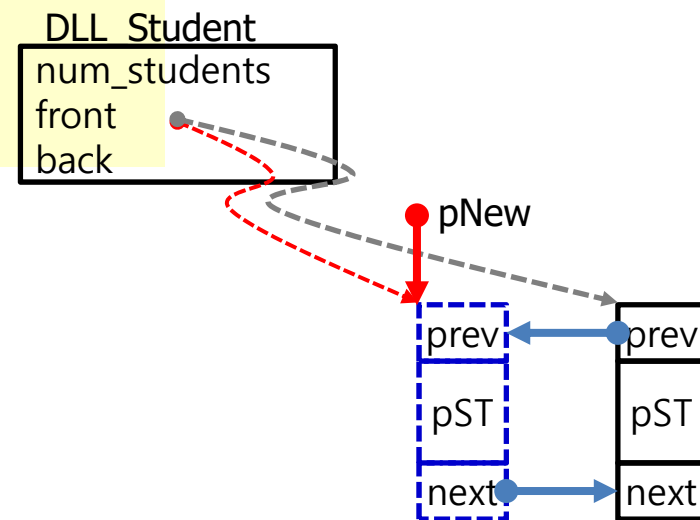 DLL_Student
num_students
front
back
pNew
prev
prev
pST
pST
next
next